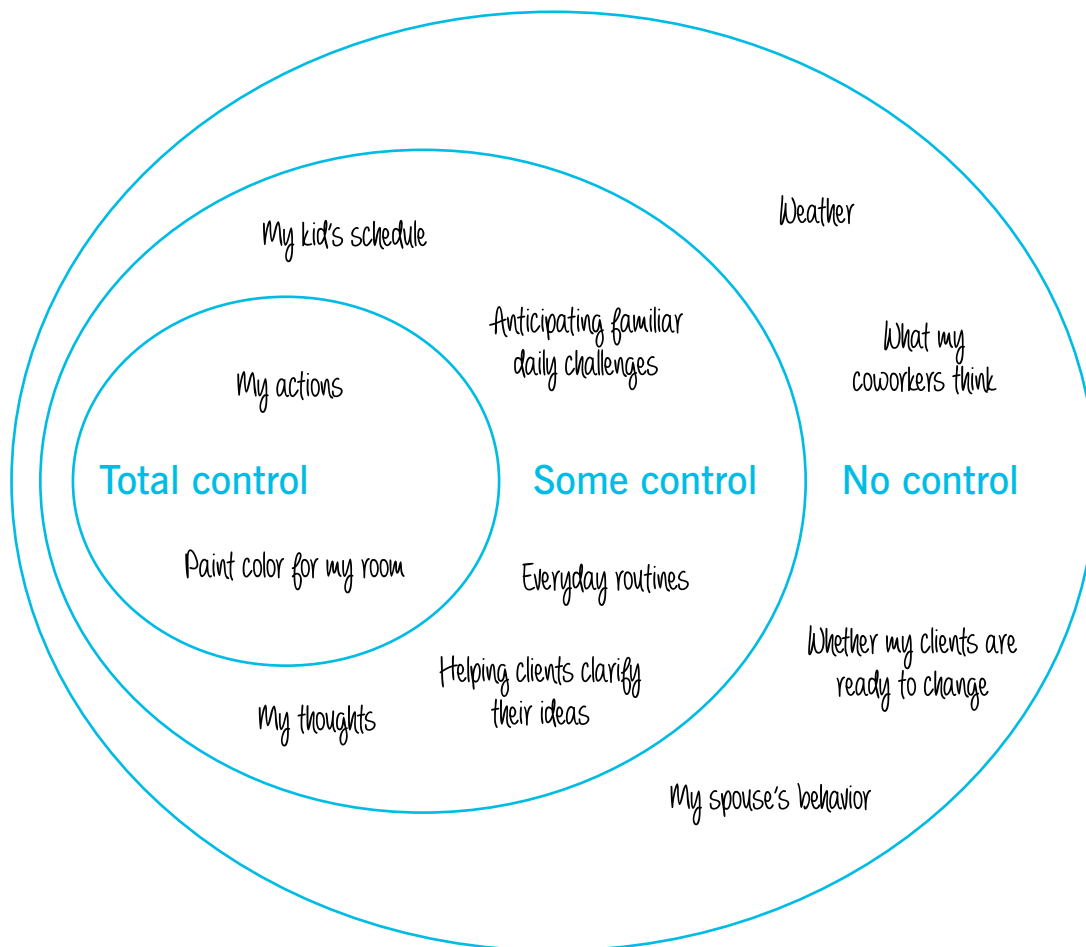 Weather
My kid's schedule
Anticipating familiar
daily challenges
What my
coworkers think
My actions
Total control
Some control
No control
Paint color for my room
Everyday routines
Whether my clients are
ready to change
Helping clients clarify
their ideas
My thoughts
My spouse's behavior